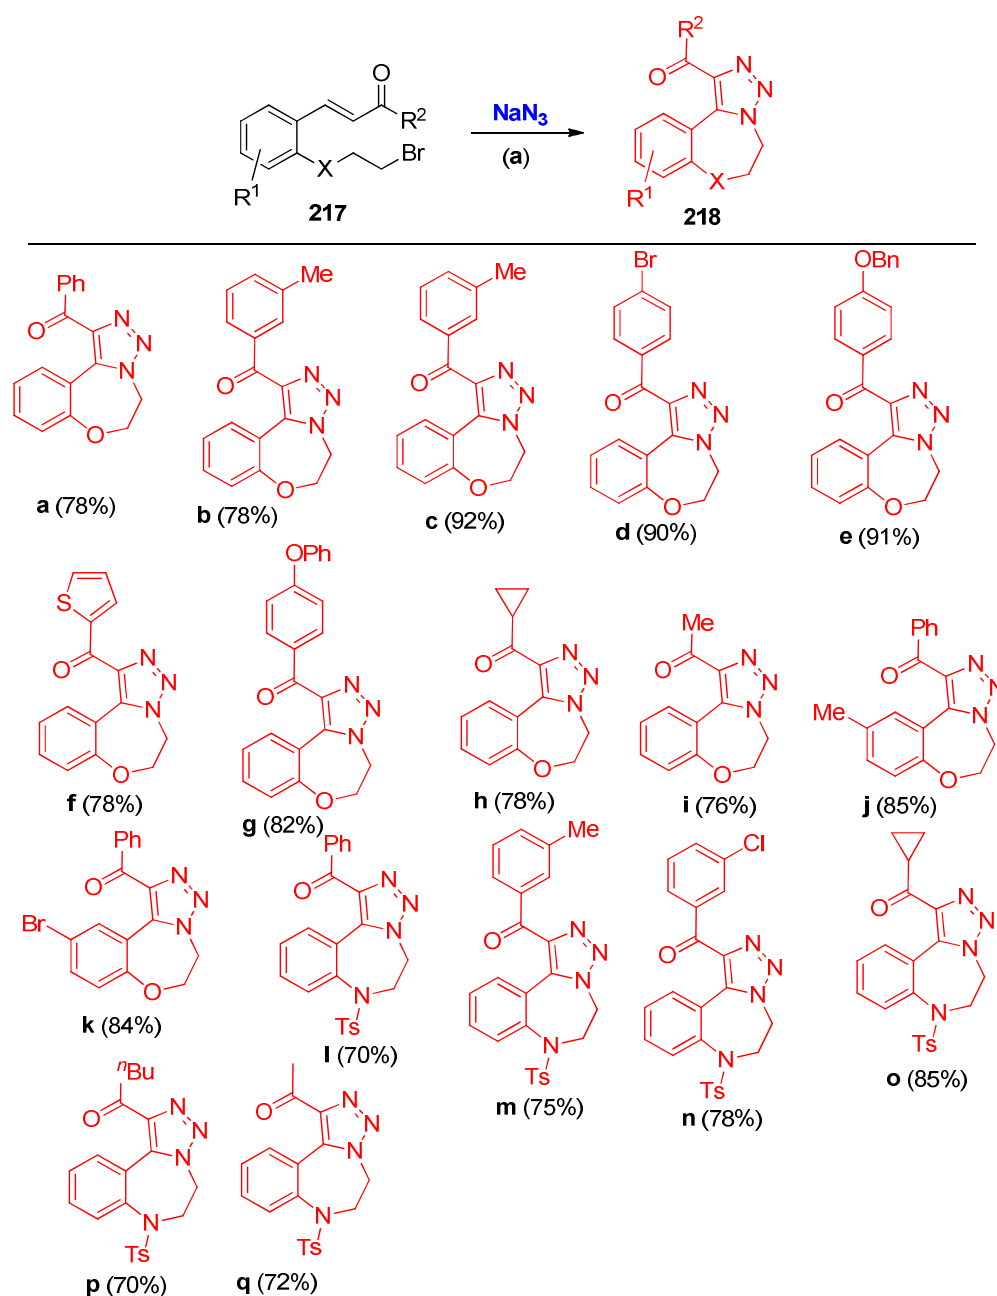 O
R²
Br
X
R¹
217
NaN₃
(a)
R²
O
N
N
N
X
R¹
218
Ph
O
N
N
N
O
a (78%)
Me
O
N
N
N
O
b (78%)
Me
O
N
N
N
O
c (92%)
Br
O
N
N
N
O
d (90%)
OBn
O
N
N
N
O
e (91%)
S
O
N
N
N
O
f (78%)
OPh
O
N
N
N
O
g (82%)
O
N
N
N
O
h (78%)
Me
O
N
N
N
O
i (76%)
Ph
O
N
N
N
Me
O
j (85%)
Ph
O
N
N
N
Br
O
k (84%)
Ph
O
N
N
N
N
Ts
l (70%)
Me
O
N
N
N
N
Ts
m (75%)
Cl
O
N
N
N
N
Ts
n (78%)
O
N
N
N
N
Ts
o (85%)
ⁿBu
O
N
N
N
N
Ts
p (70%)
O
N
N
N
N
Ts
q (72%)